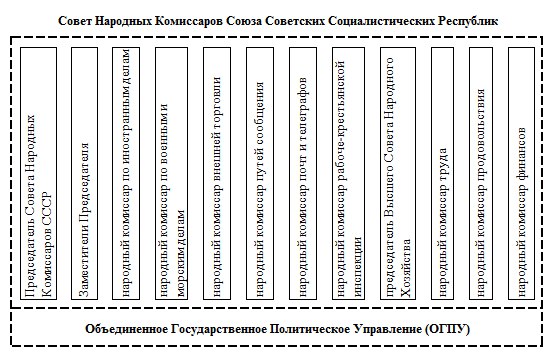 Совет Народных Комиссаров Союза Советских Социалистических Республик
Председатель Совета Народных
Комиссаров СССР
Заместители Председателя
народный комиссар по иностранным делам
народный комиссар по военным и
морским делам
народный комиссар внешней торговли
народный комиссар путей сообщения
народный комиссар почт и телеграфов
народный комиссар рабоче-крестьянской
инспекции
председатель Высшего Совета Народного
Хозяйства
народный комиссар труда
народный комиссар продовольствия
народный комиссар финансов
Объединенное Государственное Политическое Управление (ОГПУ)